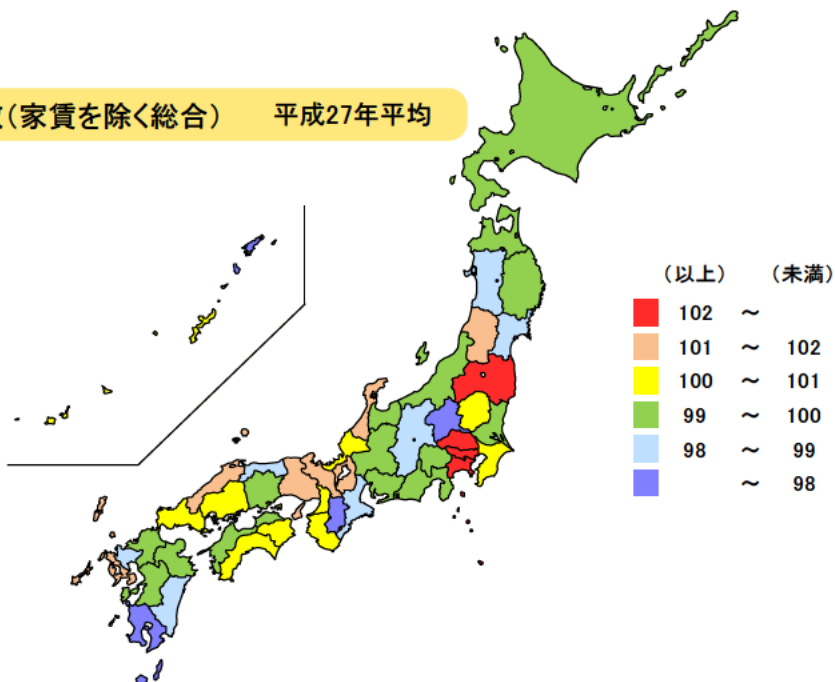 (家賃を除く総合) 平成27年平均
(以上) (未満)
102 ～
101 ～ 102
100 ～ 101
99 ～ 100
98 ～ 99
～ 98